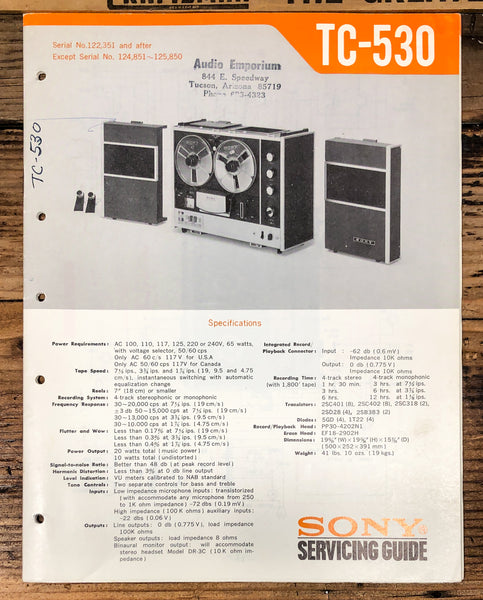 TC-530
Serial No.122,351 and after
Except Serial No. 124,851~125,850
Audio Emporium
844 E. Speedway
Tucson, Arizona 85719
Phone 623-4323
TC-530
SONY
Specifications
Power Requirements: AC 100, 110, 117, 125, 220 or 240V, 65 watts,
with voltage selector, 50/60 cps
Only AC 60 c/s 117V for U.S.A
Only AC 50/60 cps 117V for Canada
Tape Speed: 7½ ips, 3¾ ips and 1⅞ ips (19, 9.5 and 4.75
cm/s), instantaneous switching with automatic
equalization change
Reels: 7" (18 cm) or smaller
Recording System: 4-track stereophonic or monophonic
Frequency Response: 30~20,000 cps at 7½ ips. (19 cm/s)
±3 db 50~15,000 cps at 7½ ips. (19 cm/s)
30~13,000 cps at 3¾ ips. (9.5 cm/s)
30~10,000 cps at 1⅞ ips. (4.75 cm/s)
Flutter and Wow: Less than 0.17% at 7½ ips. (19 cm/s)
Less than 0.3% at 3¾ ips. (9.5 cm/s)
Less than 0.4% at 1⅞ ips. (4.75 cm/s)
Power Output: 20 watts total (music power)
10 watts total (undistorted)
Signal-to-noise Ratio: Better than 48 db (at peak record level)
Harmonic Distortion: Less than 3% at 0 db line output
Level Indication: VU meters calibrated to NAB standard
Tone Controls: Two separate controls for bass and treble
Inputs: Low impedance microphone inputs: transistorized
(with accommodate any microphone from 250
to 1K ohm impedance) -72 dbs (0.19 mV)
High impedance (100 K ohms) auxiliary inputs:
-22 dbs (0.06 V)
Outputs: Line outputs: 0 db (0.775 V), load impedance
100K ohms
Speaker outputs: load impedance 8 ohms
Binaural monitor output: will accommodate
stereo headset Model DR-3C (10 K ohm im-
pedance)
Integrated Record/
Playback Connector: Input : -62 db (0.6 mV)
Impedance 10K ohms
Output : 0 db (0.775 V)
Impedance 10K ohms
Recording Time: 4-track stereo 4-track monophonic
(with 1,800' tape) 1 hr. 30 min. 3 hrs. at 7½ ips.
3 hrs. 6 hrs. at 3¾ ips.
6 hrs. 12 hrs. at 1⅞ ips.
Transistors: 2SC401 (8), 2SC402 (8), 2SC318 (2),
2SD28 (4), 2SB383 (2)
Diodes: 5GD (4), 1T22 (4)
Record/Playback Head: PP30-4202N1
Erase Head: EF18-2902H
Weight: 41 lbs. 10 ozs. (19 kgs.)
SONY
SERVICING GUIDE